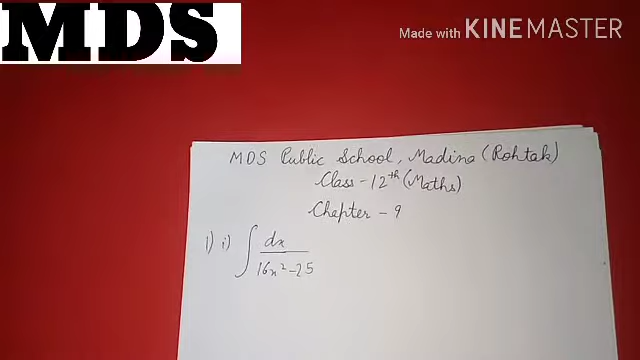 MDS
Made with KINEMASTER
MDS Public School, Madina (Rohtak)
Class - 12th (Maths)
Chapter - 9
1) i) ∫ dx / 16x² - 25